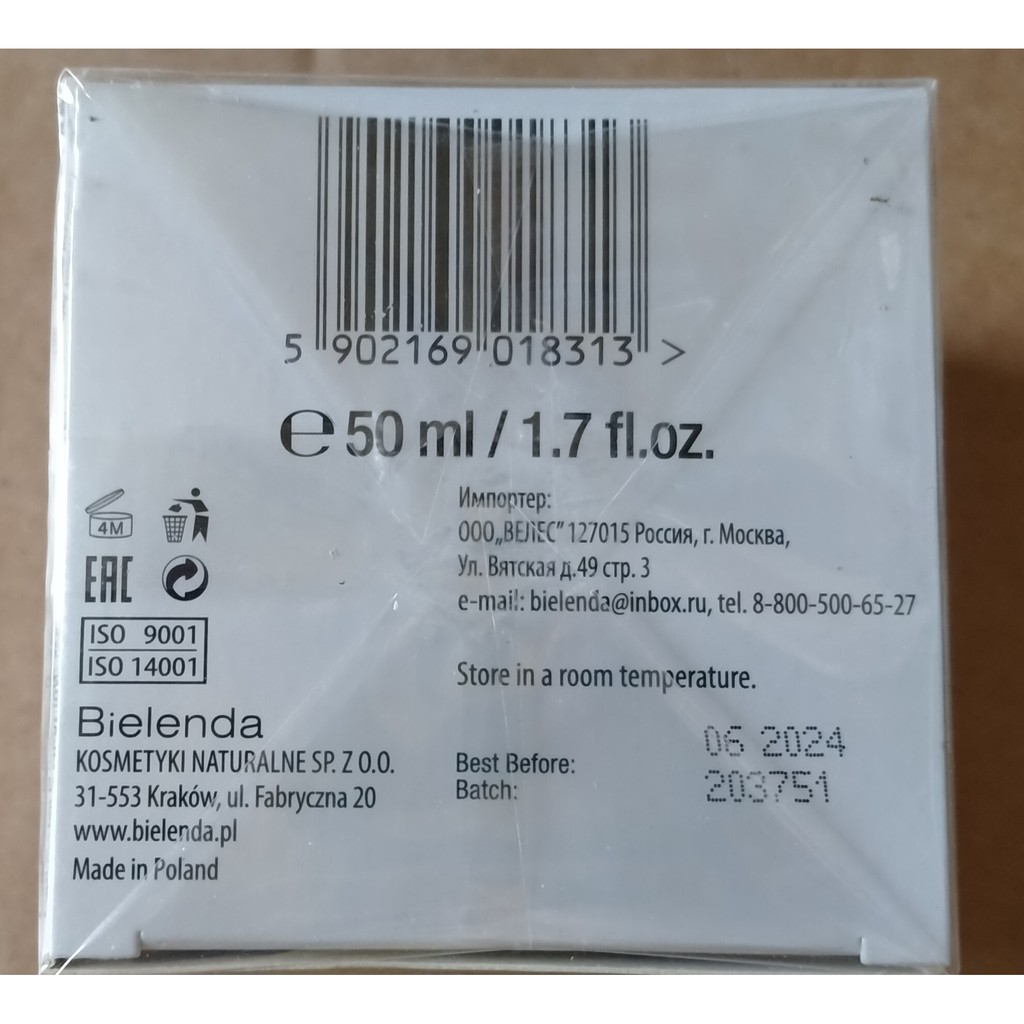 5 902169 018313 >
℮ 50 ml / 1.7 fl.oz.
4M
EAC
ISO 9001
ISO 14001
Bielenda
KOSMETYKI NATURALNE SP. Z O.O.
31-553 Kraków, ul. Fabryczna 20
www.bielenda.pl
Made in Poland
Импортер:
ООО„ВЕЛЕС” 127015 Россия, г. Москва,
Ул. Вятская д.49 стр. 3
e-mail: bielenda@inbox.ru, tel. 8-800-500-65-27
Store in a room temperature.
Best Before: 06 2024
Batch: 203751